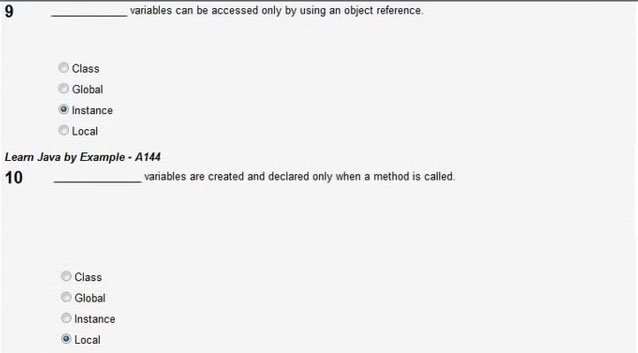 9 ____________ variables can be accessed only by using an object reference.
Class
Global
Instance
Local
Learn Java by Example - A144
10 ____________ variables are created and declared only when a method is called.
Class
Global
Instance
Local